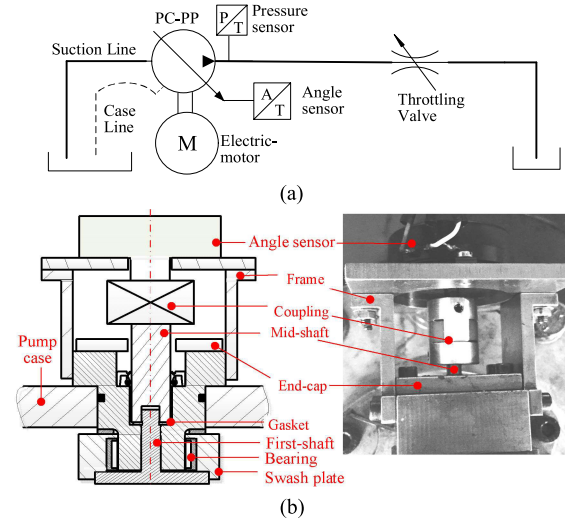 PC-PP
P
T
Pressure
sensor
Suction Line
Case
Line
A
T
Angle
sensor
M
Electric-
motor
Throttling
Valve
(a)
Angle sensor
Frame
Coupling
Mid-shaft
Pump
case
End-cap
Gasket
First-shaft
Bearing
Swash plate
(b)